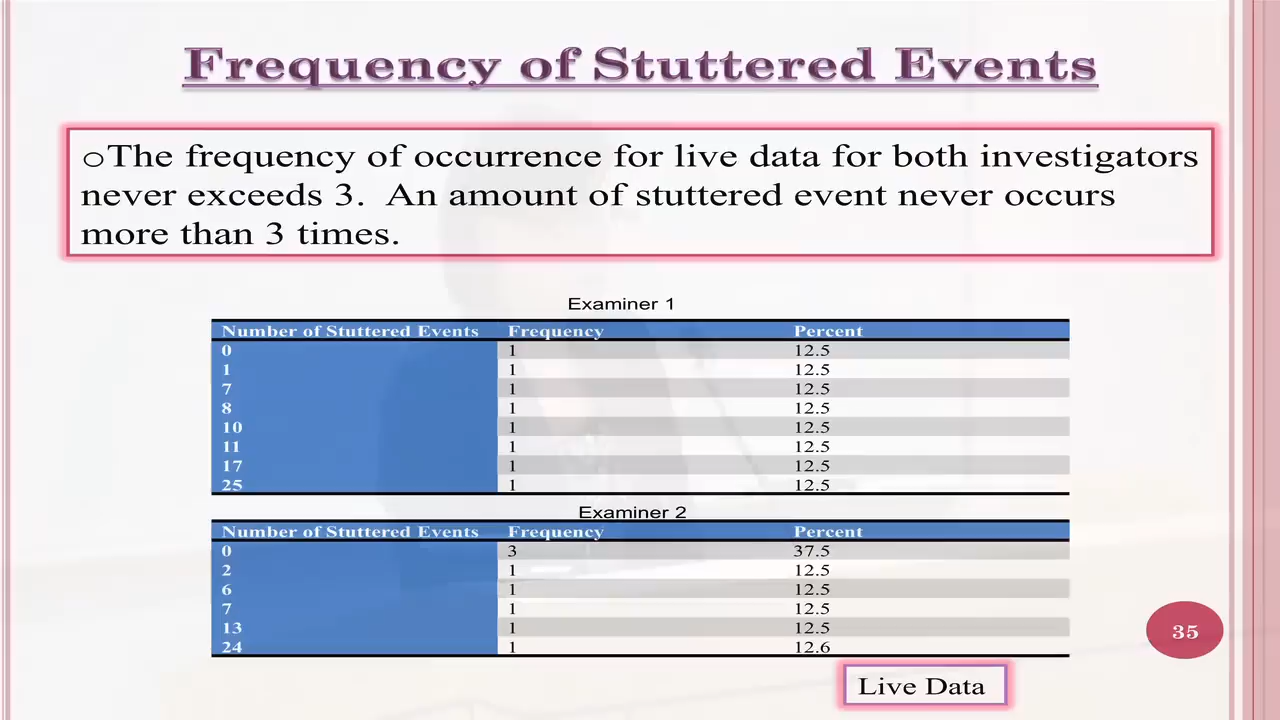 Frequency of Stuttered Events
oThe frequency of occurrence for live data for both investigators
never exceeds 3.  An amount of stuttered event never occurs
more than 3 times.
Examiner 1
Number of Stuttered Events Frequency Percent
0 1 12.5
1 1 12.5
7 1 12.5
8 1 12.5
10 1 12.5
11 1 12.5
17 1 12.5
25 1 12.5
Examiner 2
Number of Stuttered Events Frequency Percent
0 3 37.5
2 1 12.5
6 1 12.5
7 1 12.5
13 1 12.5
24 1 12.6
35
Live Data